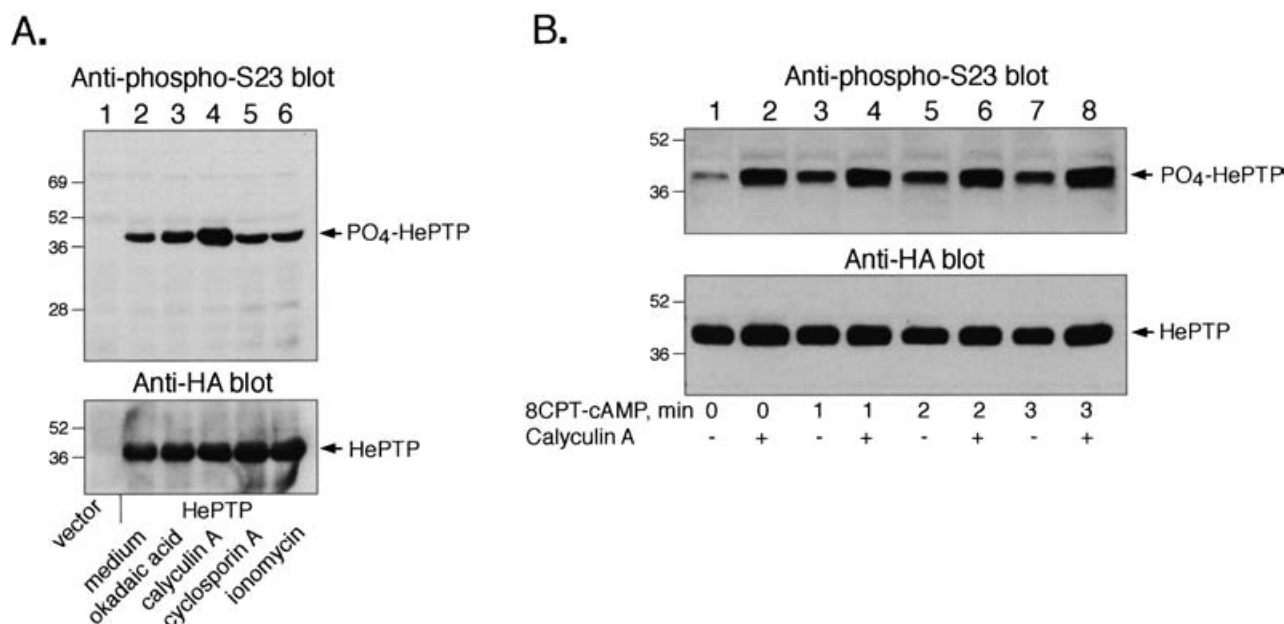 A.
Anti-phospho-S23 blot
1 2 3 4 5 6
69
52
36
28
PO4-HePTP
Anti-HA blot
52
36
HePTP
vector
HePTP
medium
okadaic acid
calyculin A
cyclosporin A
ionomycin
B.
Anti-phospho-S23 blot
1 2 3 4 5 6 7 8
52
36
PO4-HePTP
Anti-HA blot
52
36
HePTP
8CPT-cAMP, min 0 0 1 1 2 2 3 3
Calyculin A - + - + - + - +